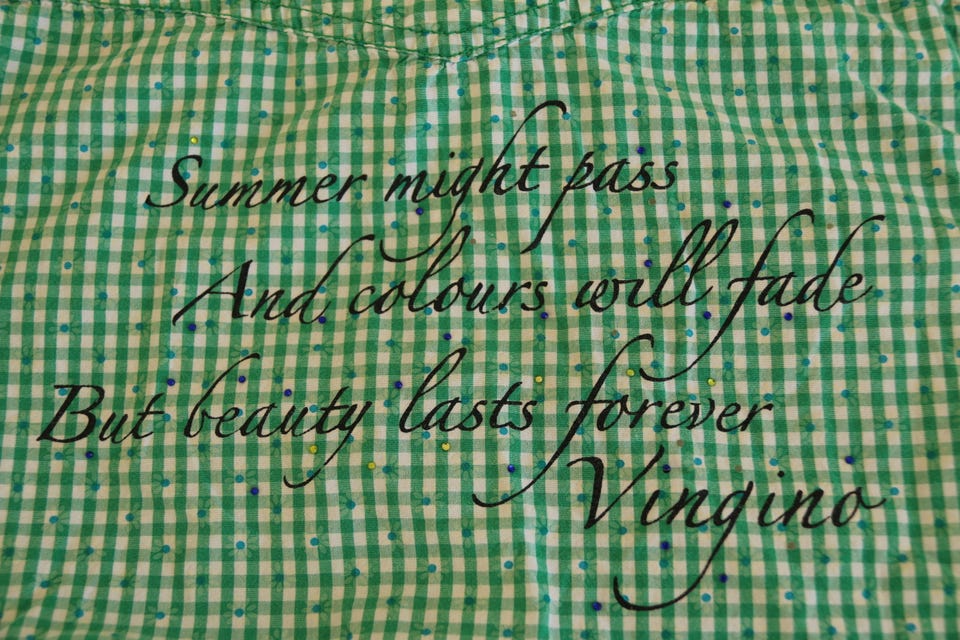 Summer might pass
And colours will fade
But beauty lasts forever
Vingino